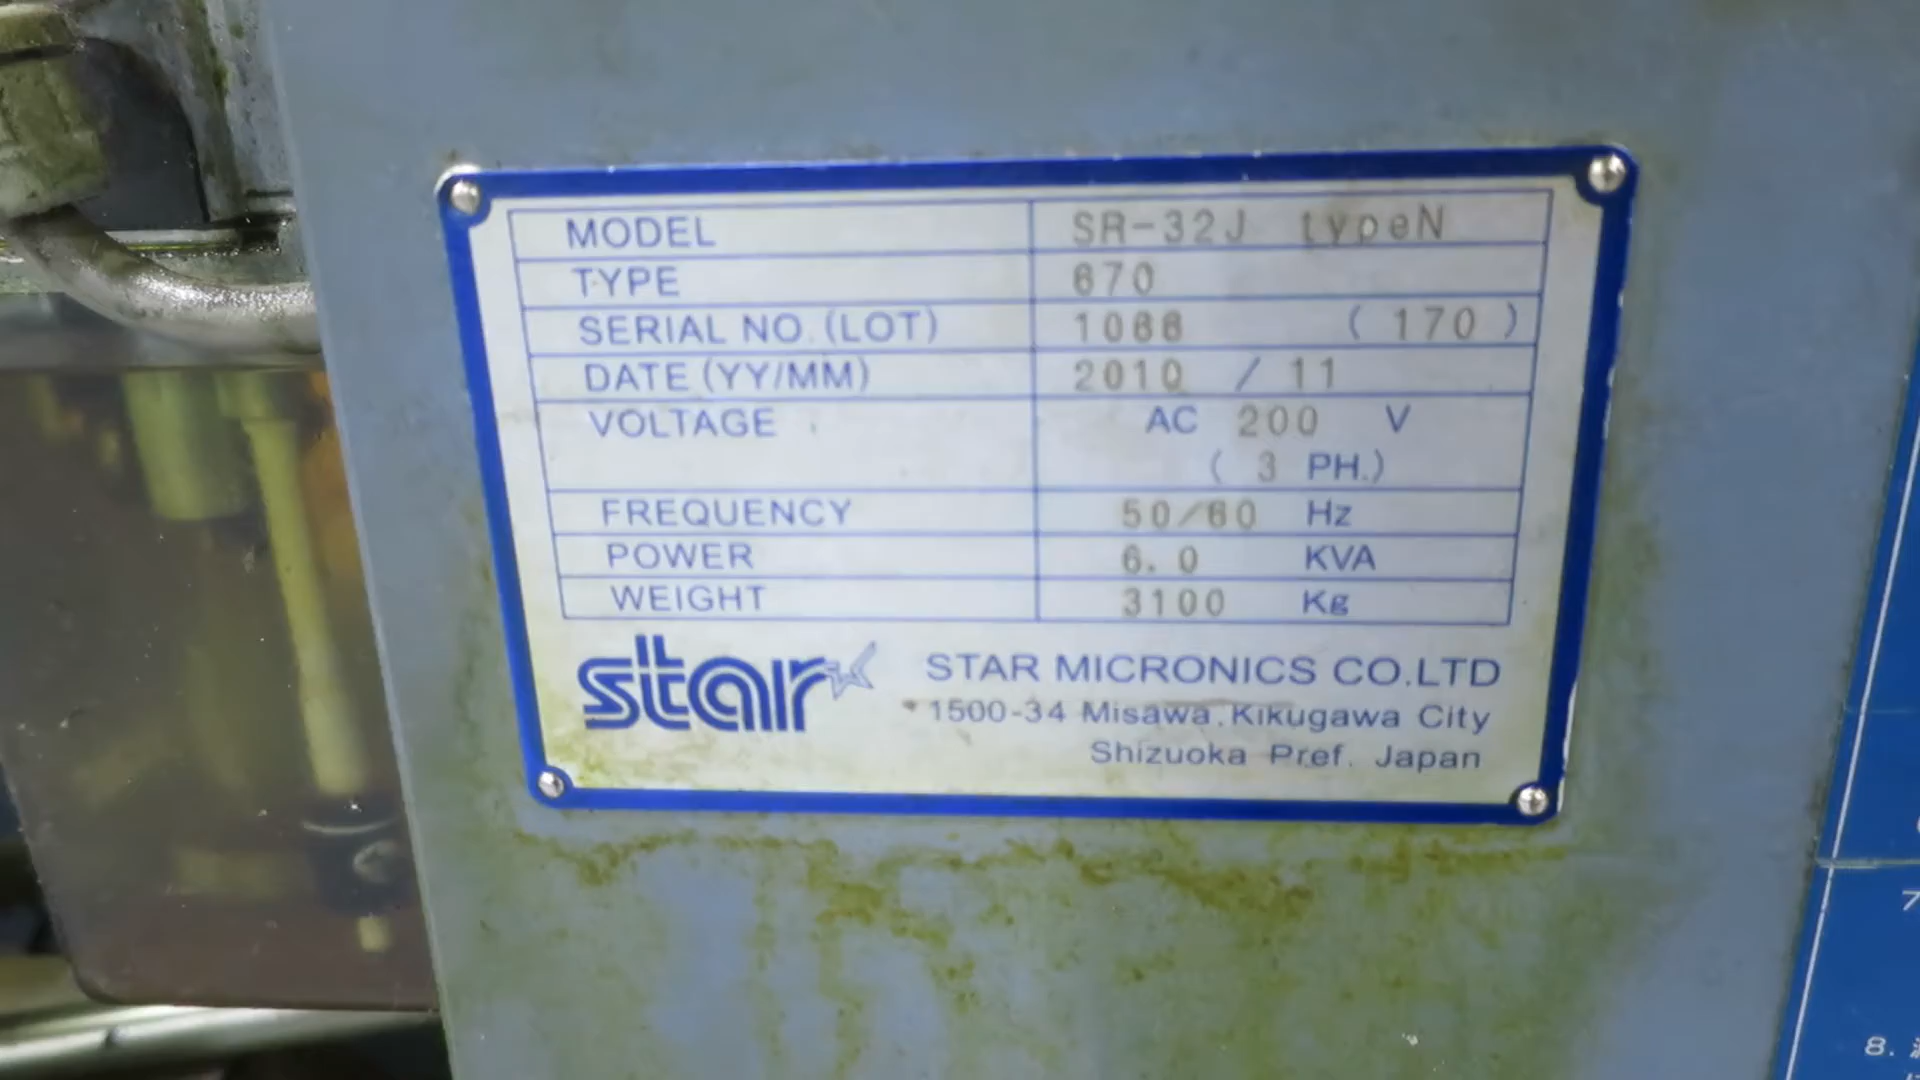 MODEL SR-32J typeN
TYPE 670
SERIAL NO.(LOT) (170)
DATE(YY/MM) 2010 / 11
VOLTAGE AC 200 V
(3 PH.)
FREQUENCY 50/60 Hz
POWER 6.0 KVA
WEIGHT 3100 Kg
star
STAR MICRONICS CO.LTD
1500-34 Misawa.Kikugawa City
Shizuoka Pref. Japan
7
8.